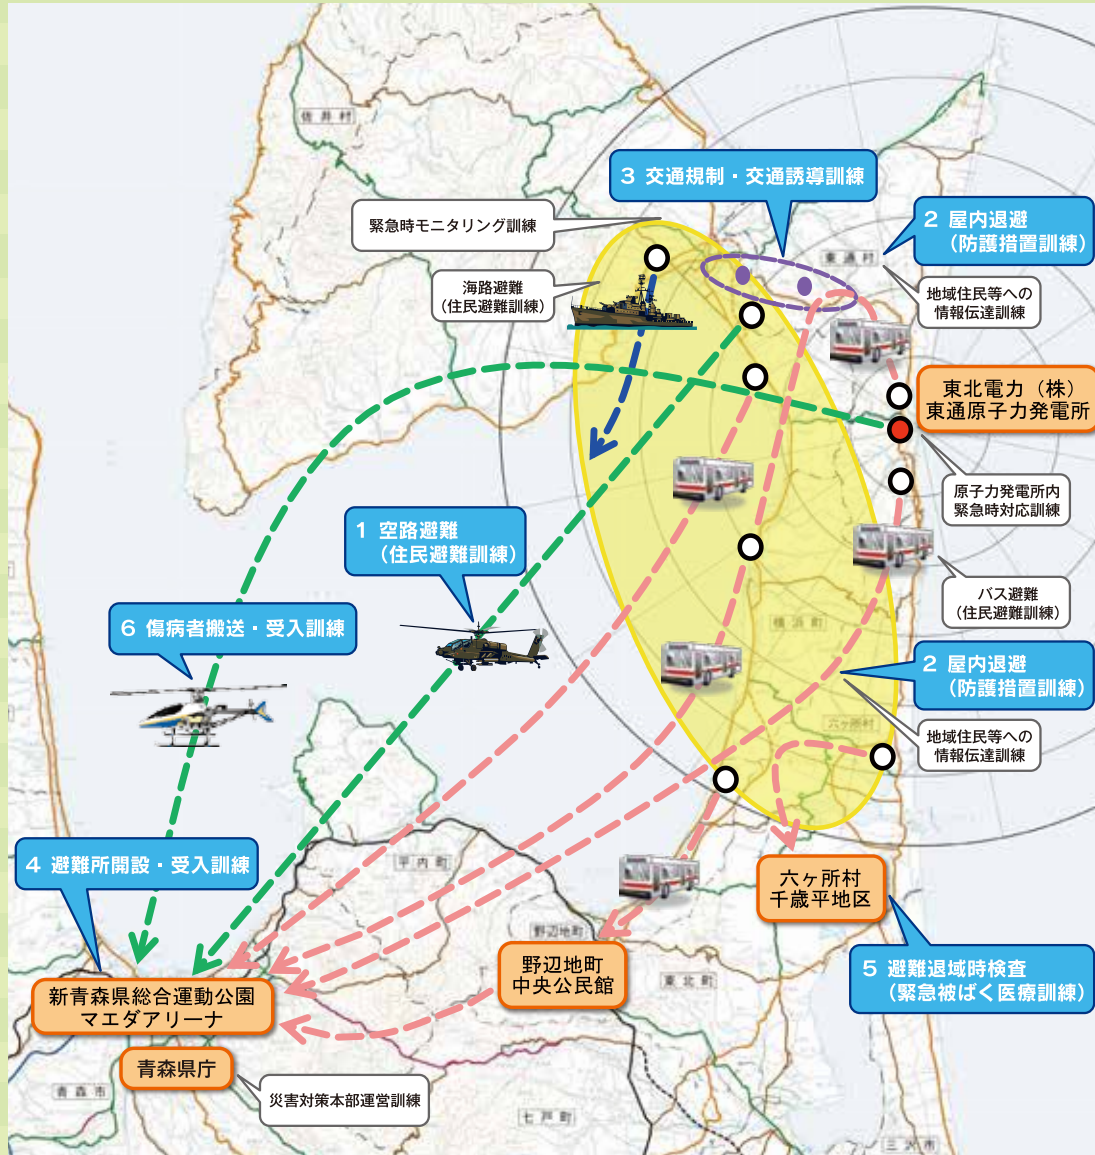 佐井村
3 交通規制・交通誘導訓練
緊急時モニタリング訓練
2 屋内退避
(防護措置訓練)
東通村
海路避難
(住民避難訓練)
地域住民等への
情報伝達訓練
東北電力(株)
東通原子力発電所
原子力発電所内
緊急時対応訓練
1 空路避難
(住民避難訓練)
バス避難
(住民避難訓練)
6 傷病者搬送・受入訓練
横浜町
2 屋内退避
(防護措置訓練)
六ヶ所村
地域住民等への
情報伝達訓練
4 避難所開設・受入訓練
平内町
六ヶ所村
千歳平地区
野辺地町
野辺地町
中央公民館
東北町
5 避難退域時検査
(緊急被ばく医療訓練)
新青森県総合運動公園
マエダアリーナ
青森県庁
青森市
災害対策本部運営訓練
七戸町
三沢市